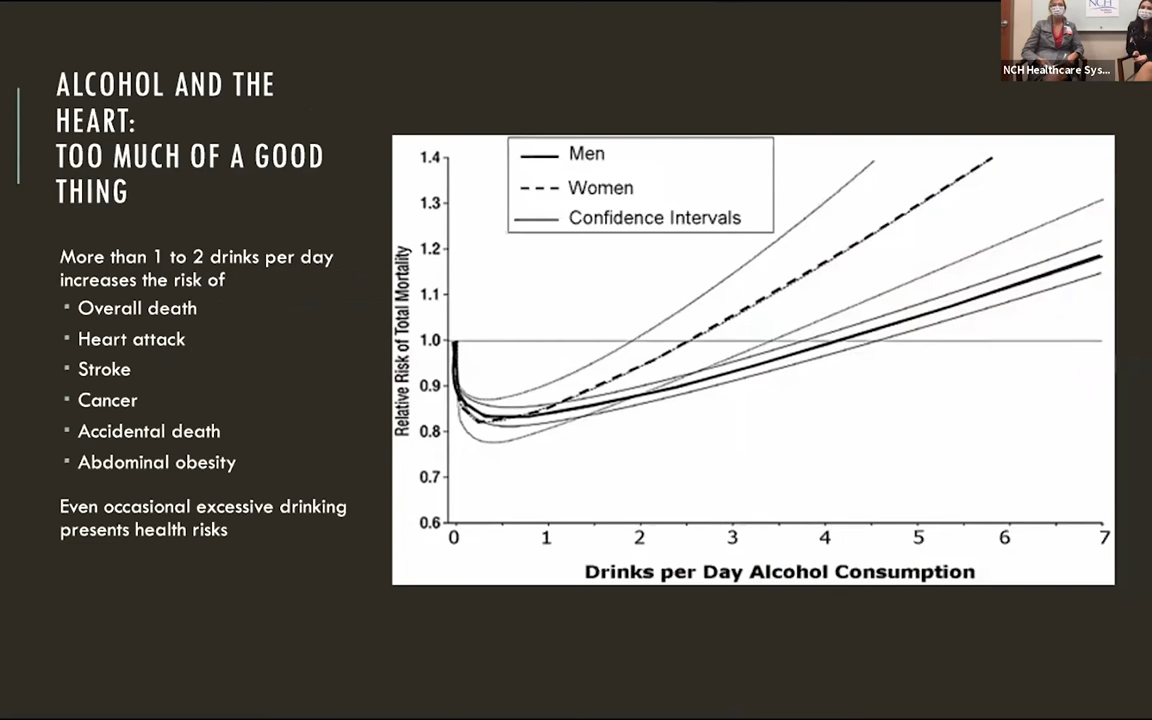 ALCOHOL AND THE
HEART:
TOO MUCH OF A GOOD
THING
More than 1 to 2 drinks per day
increases the risk of
▪ Overall death
▪ Heart attack
▪ Stroke
▪ Cancer
▪ Accidental death
▪ Abdominal obesity
Even occasional excessive drinking
presents health risks
Men
Women
Confidence Intervals
Relative Risk of Total Mortality
1.4
1.3
1.2
1.1
1.0
0.9
0.8
0.7
0.6
0 1 2 3 4 5 6 7
Drinks per Day Alcohol Consumption
NCH
NCH Healthcare Sys...